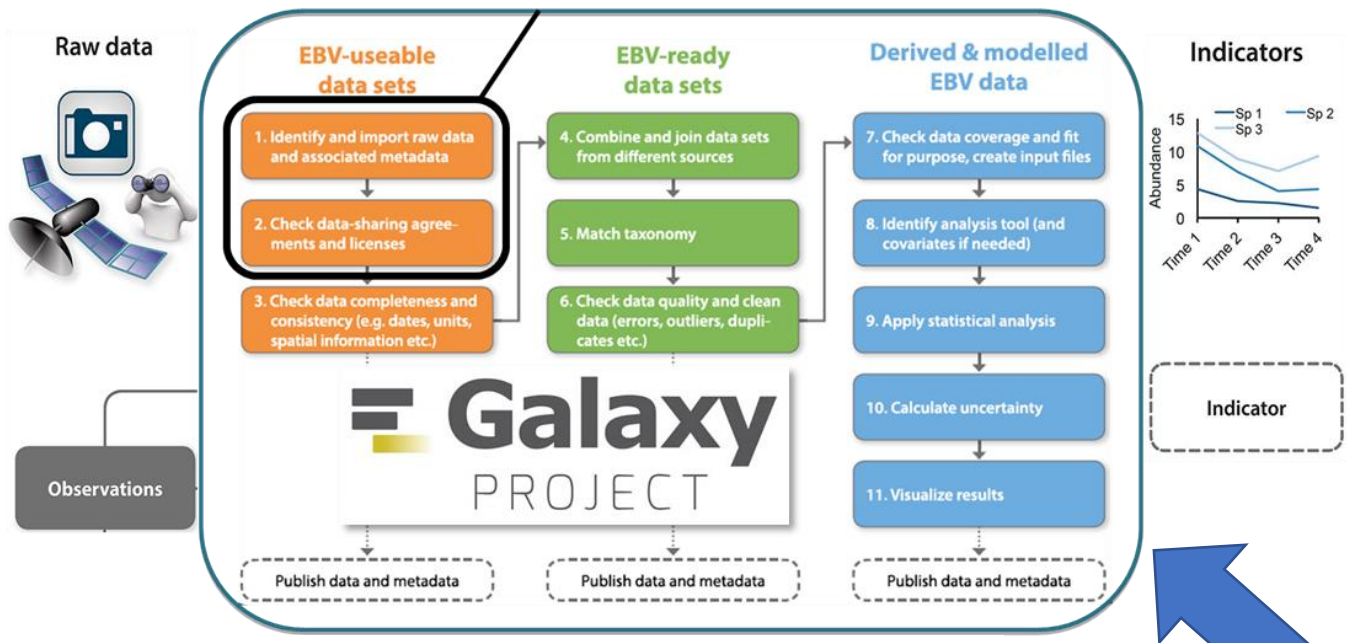 Raw data
EBV-useable
data sets
EBV-ready
data sets
Derived & modelled
EBV data
Indicators
1. Identify and import raw data
and associated metadata
2. Check data-sharing agree-
ments and licenses
3. Check data completeness and
consistency (e.g. dates, units,
spatial information etc.)
4. Combine and join data sets
from different sources
5. Match taxonomy
6. Check data quality and clean
data (errors, outliers, dupli-
cates etc.)
7. Check data coverage and fit
for purpose, create input files
8. Identify analysis tool (and
covariates if needed)
9. Apply statistical analysis
10. Calculate uncertainty
11. Visualize results
Sp 1
Sp 2
Sp 3
15
10
5
0
Abundance
Time 1
Time 2
Time 3
Time 4
Indicator
Observations
Galaxy
PROJECT
Publish data and metadata
Publish data and metadata
Publish data and metadata